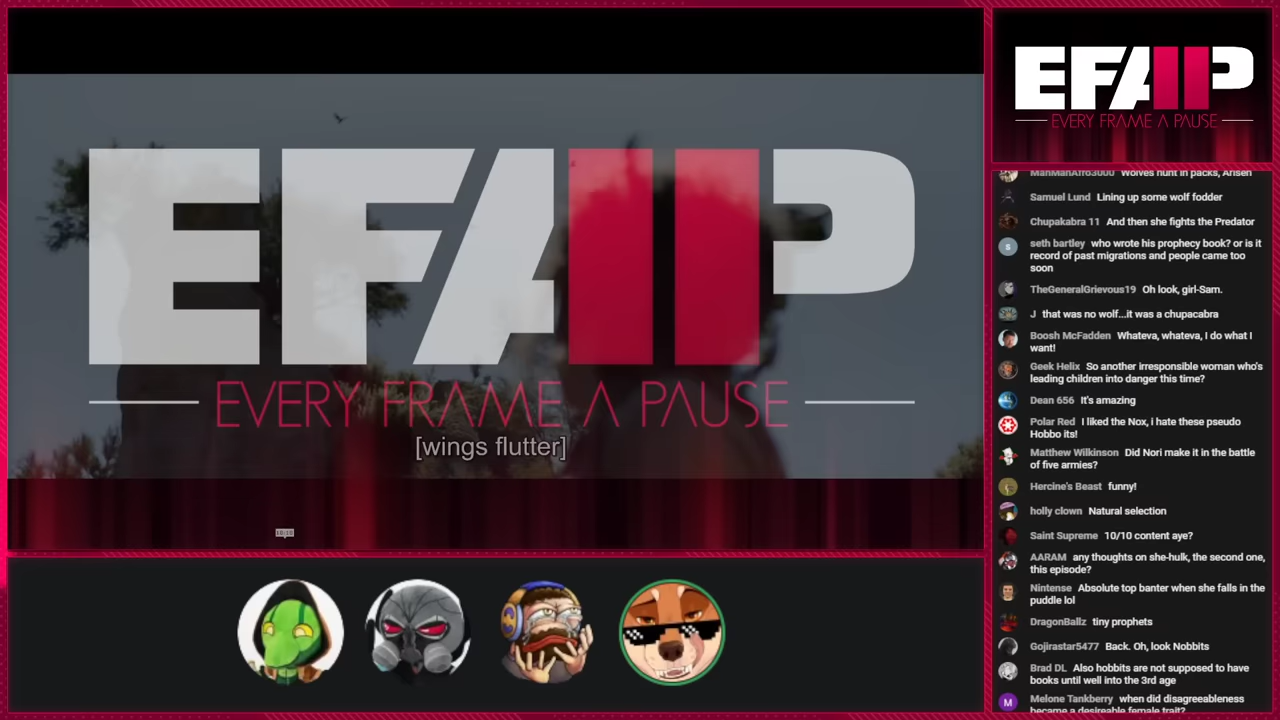 EFAP
EVERY FRAME A PAUSE
[wings flutter]
EFAP
EVERY FRAME A PAUSE
ManManAff63000 Wolves hunt in packs, Ansen
Samuel Lund Lining up some wolf fodder
Chupakabra 11 And then she fights the Predator
seth bartley who wrote his prophecy book? or is it
record of past migrations and people came too
soon
TheGeneralGrievous19 Oh look, girl-Sam.
J that was no wolf...it was a chupacabra
Boosh McFadden Whateva, whateva, I do what I
want!
Geek Helix So another irresponsible woman who's
leading children into danger this time?
Dean 656 It's amazing
Polar Red I liked the Nox, i hate these pseudo
Hobbo its!
Matthew Wilkinson Did Nori make it in the battle
of five armies?
Hercine's Beast funny!
holly clown Natural selection
Saint Supreme 10/10 content aye?
AARAM any thoughts on she-hulk, the second one,
this episode?
Nintense Absolute top banter when she falls in the
puddle lol
DragonBallz tiny prophets
Gojirastar5477 Back. Oh, look Nobbits
Brad DL Also hobbits are not supposed to have
books until well into the 3rd age
M
Melone Tankberry when did disagreeableness
became a desireable female trait?